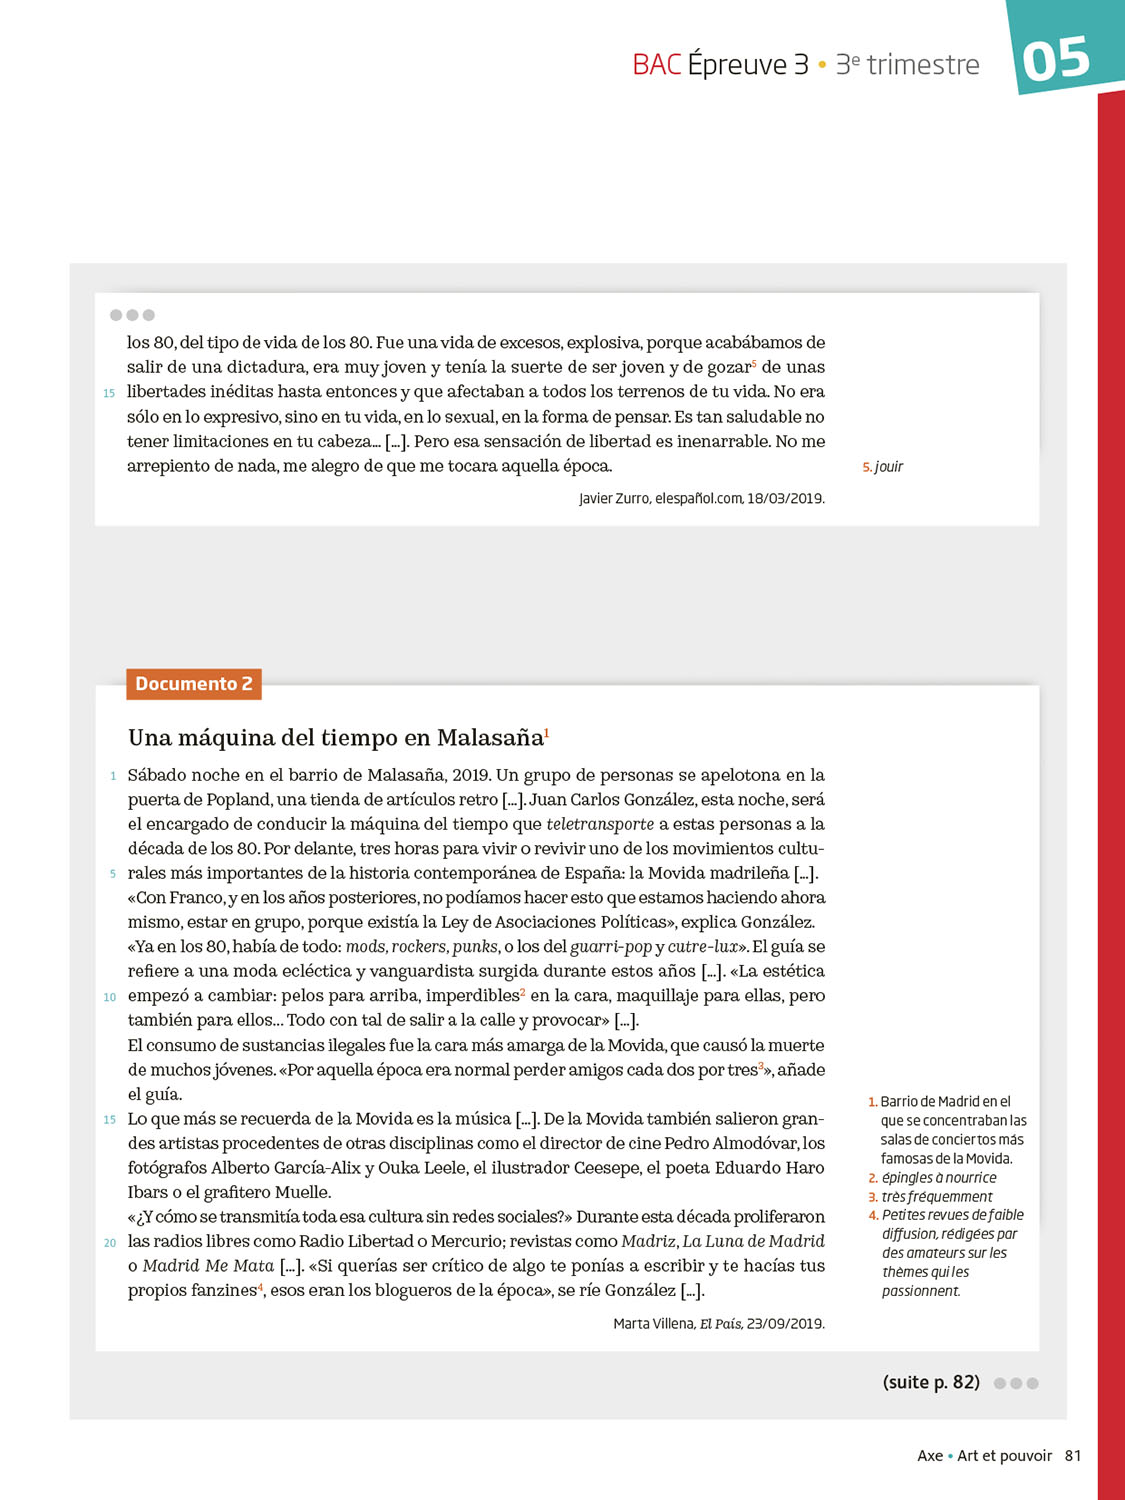 BAC Épreuve 3 • 3e trimestre
05
los 80, del tipo de vida de los 80. Fue una vida de excesos, explosiva, porque acabábamos de
salir de una dictadura, era muy joven y tenía la suerte de ser joven y de gozar5 de unas
15 libertades inéditas hasta entonces y que afectaban a todos los terrenos de tu vida. No era
sólo en lo expresivo, sino en tu vida, en lo sexual, en la forma de pensar. Es tan saludable no
tener limitaciones en tu cabeza... [...]. Pero esa sensación de libertad es inenarrable. No me
arrepiento de nada, me alegro de que me tocara aquella época.
5. jouir
Javier Zurro, elespañol.com, 18/03/2019.
Documento 2
Una máquina del tiempo en Malasaña1
1 Sábado noche en el barrio de Malasaña, 2019. Un grupo de personas se apelotona en la
puerta de Popland, una tienda de artículos retro [...]. Juan Carlos González, esta noche, será
el encargado de conducir la máquina del tiempo que teletransporte a estas personas a la
década de los 80. Por delante, tres horas para vivir o revivir uno de los movimientos cultu-
5 rales más importantes de la historia contemporánea de España: la Movida madrileña [...].
«Con Franco, y en los años posteriores, no podíamos hacer esto que estamos haciendo ahora
mismo, estar en grupo, porque existía la Ley de Asociaciones Políticas», explica González.
«Ya en los 80, había de todo: mods, rockers, punks, o los del guarri-pop y cutre-lux». El guía se
refiere a una moda ecléctica y vanguardista surgida durante estos años [...]. «La estética
10 empezó a cambiar: pelos para arriba, imperdibles2 en la cara, maquillaje para ellas, pero
también para ellos... Todo con tal de salir a la calle y provocar» [...].
El consumo de sustancias ilegales fue la cara más amarga de la Movida, que causó la muerte
de muchos jóvenes. «Por aquella época era normal perder amigos cada dos por tres3», añade
el guía.
15 Lo que más se recuerda de la Movida es la música [...]. De la Movida también salieron gran-
des artistas procedentes de otras disciplinas como el director de cine Pedro Almodóvar, los
fotógrafos Alberto García-Alix y Ouka Leele, el ilustrador Ceesepe, el poeta Eduardo Haro
Ibars o el grafitero Muelle.
«¿Y cómo se transmitía toda esa cultura sin redes sociales?» Durante esta década proliferaron
20 las radios libres como Radio Libertad o Mercurio; revistas como Madriz, La Luna de Madrid
o Madrid Me Mata [...]. «Si querías ser crítico de algo te ponías a escribir y te hacías tus
propios fanzines4, esos eran los blogueros de la época», se ríe González [...].
Marta Villena, El País, 23/09/2019.
1. Barrio de Madrid en el
que se concentraban las
salas de conciertos más
famosas de la Movida.
2. épingles à nourrice
3. très fréquemment
4. Petites revues de faible
diffusion, rédigées par
des amateurs sur les
thèmes qui les
passionnent.
(suite p. 82)
Axe • Art et pouvoir 81